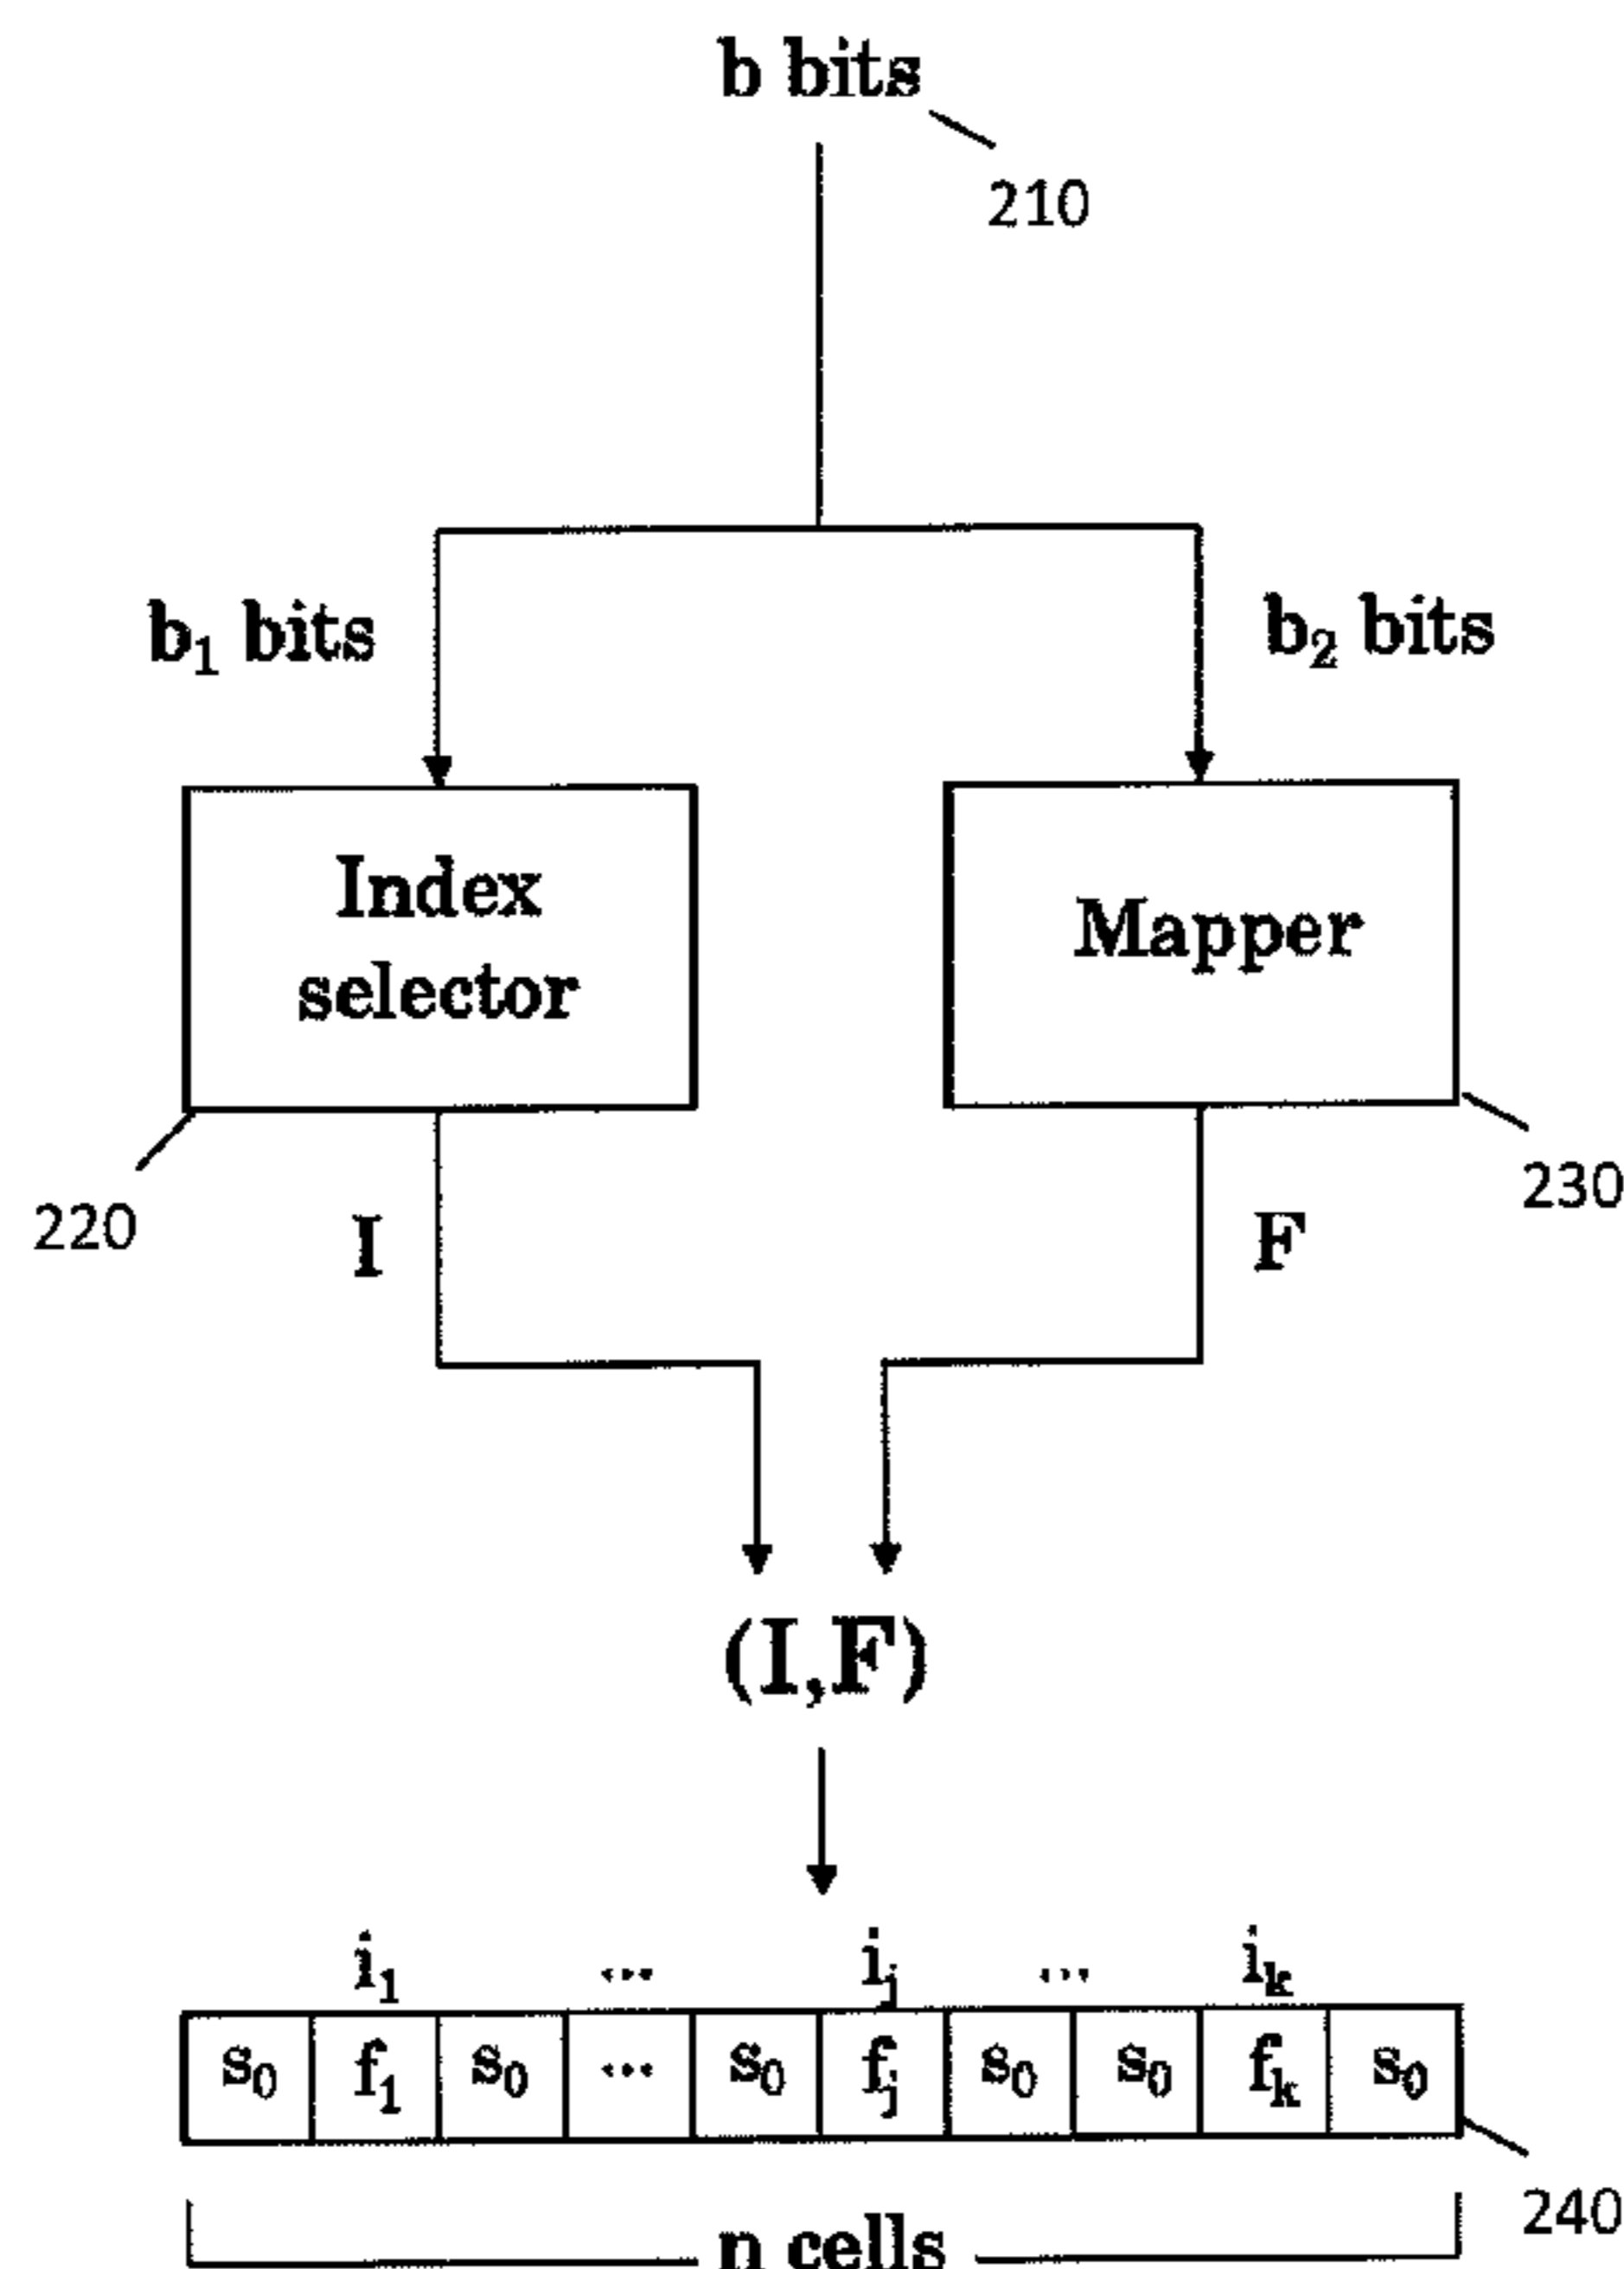 b bits
210
b₁ bits
b₂ bits
Index
selector
Mapper
220
230
I
F
(I,F)
i₁ ... iⱼ ... iₖ
s₀ f₁ s₀ ... s₀ fⱼ s₀ s₀ fₖ s₀
240
n cells